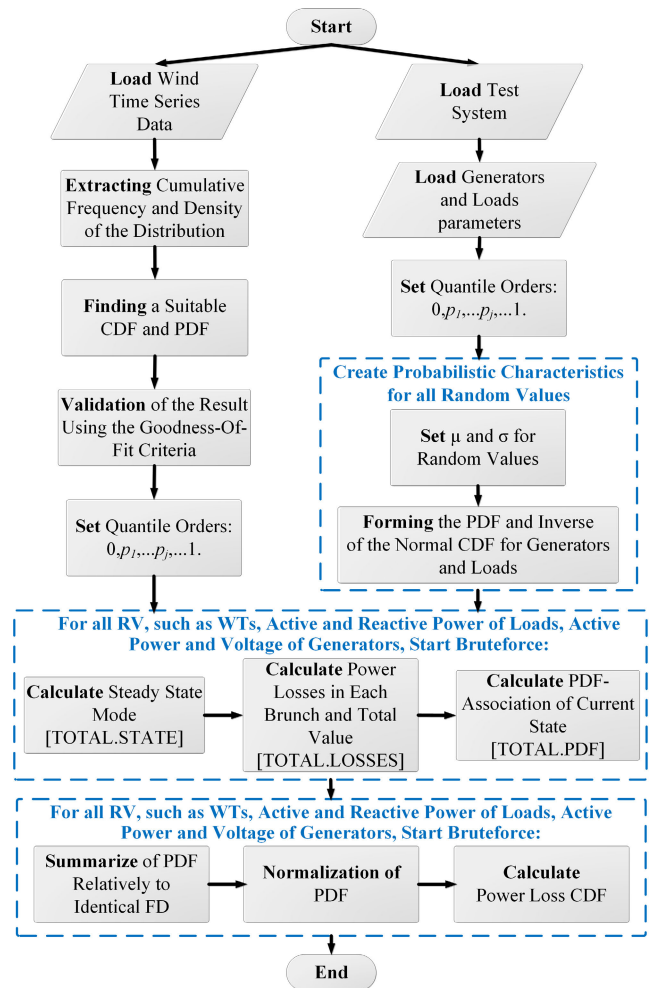 Start
Load Wind
Time Series
Data
Load Test
System
Extracting Cumulative
Frequency and Density
of the Distribution
Load Generators
and Loads
parameters
Finding a Suitable
CDF and PDF
Set Quantile Orders:
0,p1,...pj,...1.
Validation of the Result
Using the Goodness-Of-
Fit Criteria
Create Probabilistic Characteristics
for all Random Values
Set μ and σ for
Random Values
Set Quantile Orders:
0,p1,...pj,...1.
Forming the PDF and Inverse
of the Normal CDF for Generators
and Loads
For all RV, such as WTs, Active and Reactive Power of Loads, Active
Power and Voltage of Generators, Start Bruteforce:
Calculate Steady State
Mode
[TOTAL.STATE]
Calculate Power
Losses in Each
Brunch and Total
Value
[TOTAL.LOSSES]
Calculate PDF-
Association of Current
State
[TOTAL.PDF]
For all RV, such as WTs, Active and Reactive Power of Loads, Active
Power and Voltage of Generators, Start Bruteforce:
Summarize of PDF
Relatively to
Identical FD
Normalization of
PDF
Calculate
Power Loss CDF
End